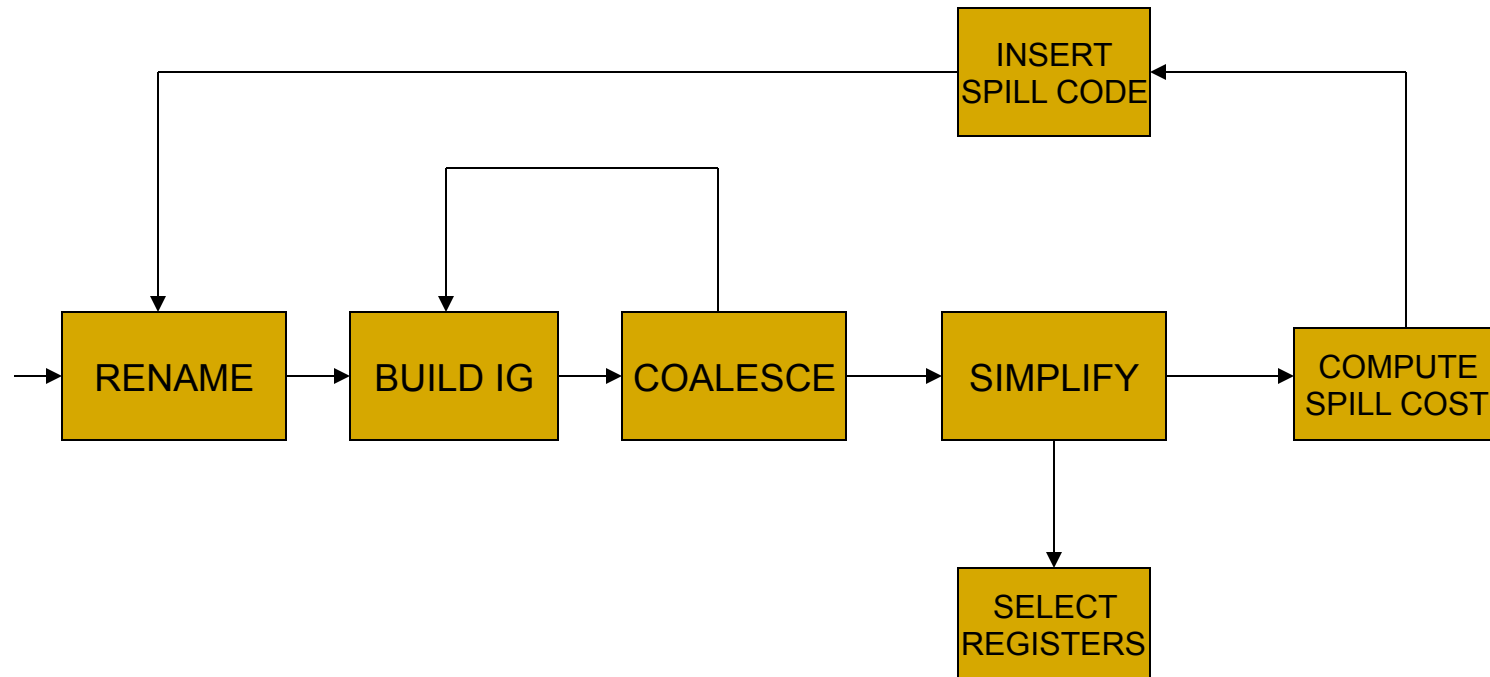 INSERT
SPILL CODE
RENAME
BUILD IG
COALESCE
SIMPLIFY
COMPUTE
SPILL COST
SELECT
REGISTERS